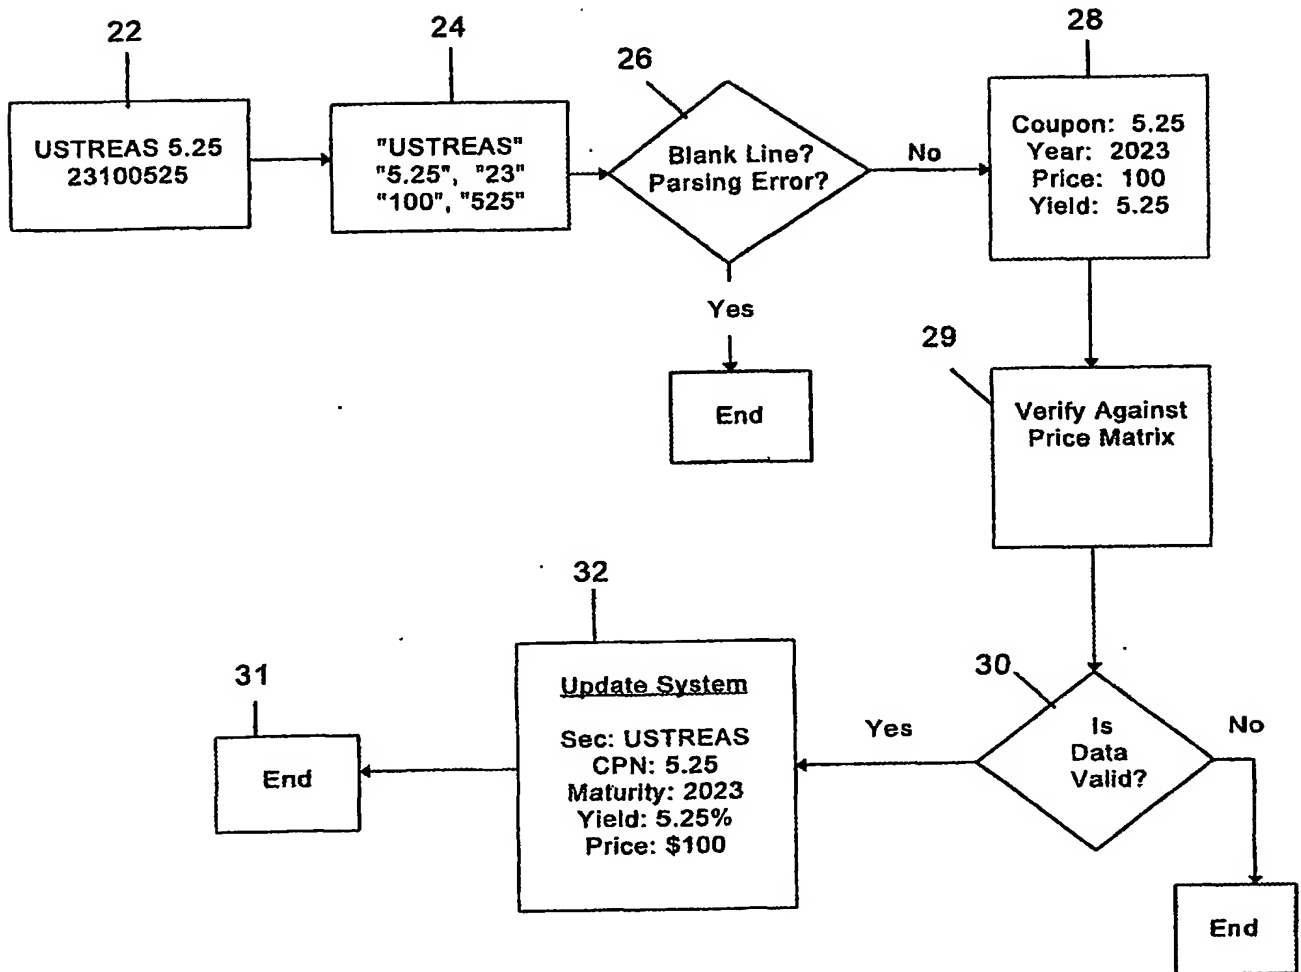 22
USTREAS 5.25
23100525
24
"USTREAS"
"5.25", "23"
"100", "525"
26
Blank Line?
Parsing Error?
No
Yes
End
28
Coupon: 5.25
Year: 2023
Price: 100
Yield: 5.25
29
Verify Against
Price Matrix
30
Is
Data
Valid?
No
End
Yes
32
Update System
Sec: USTREAS
CPN: 5.25
Maturity: 2023
Yield: 5.25%
Price: $100
31
End